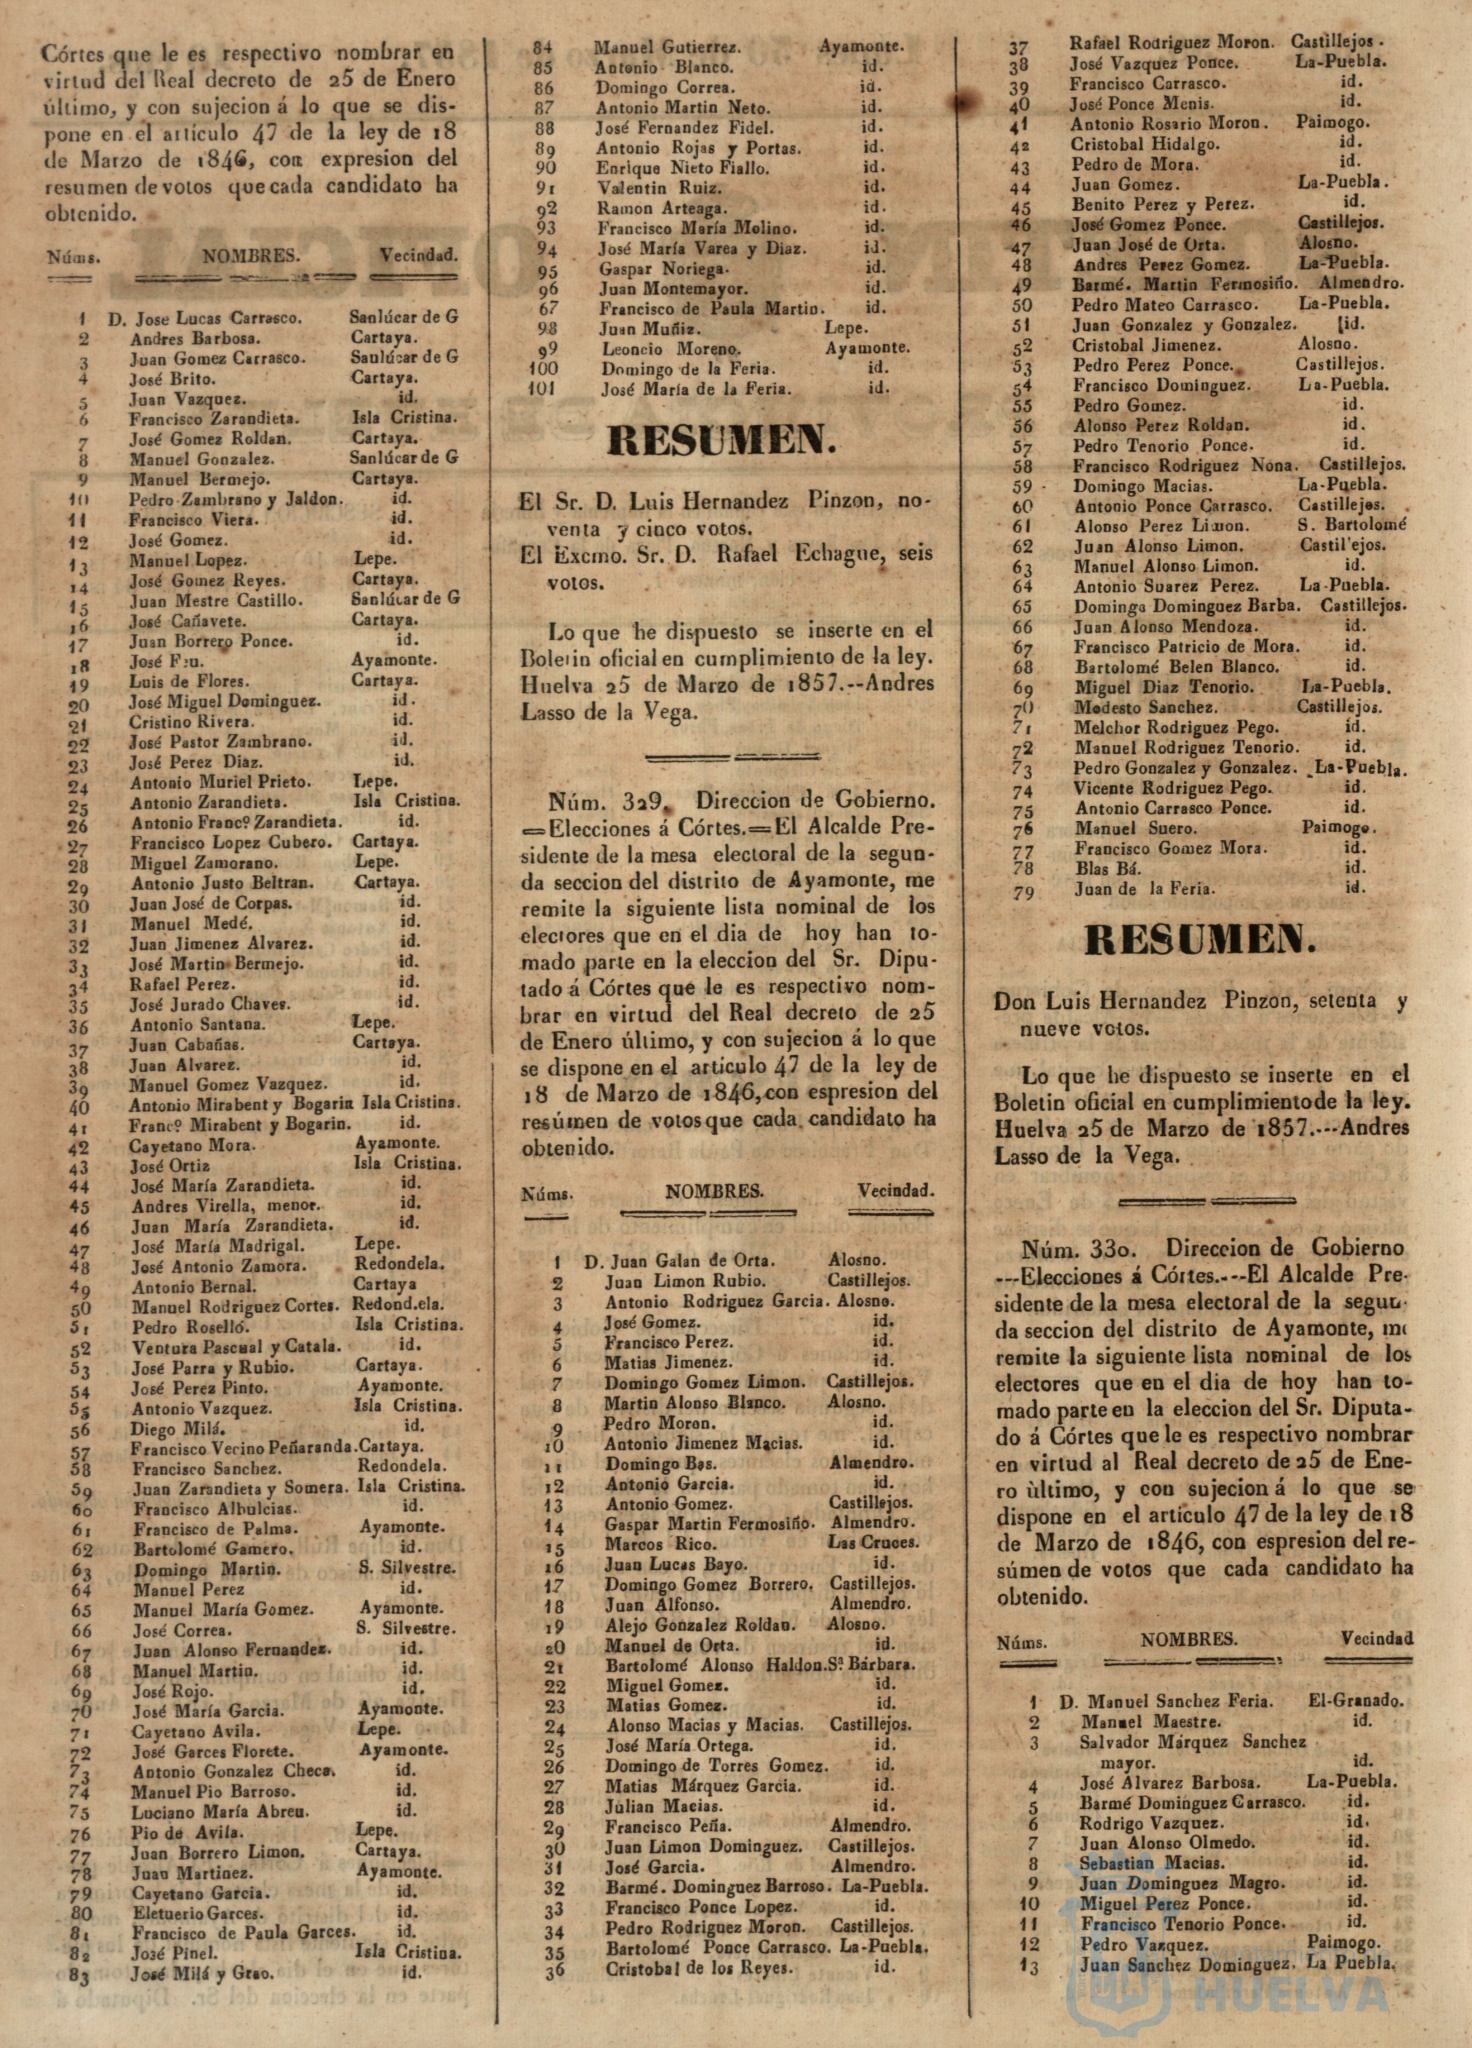 Córtes que le es respectivo nombrar en
virtud del Real decreto de 25 de Enero
último, y con sujecion á lo que se dis-
pone en el artículo 47 de la ley de 18
de Marzo de 1846, con expresion del
resumen de votos que cada candidato ha
obtenido.
Núms. NOMBRES. Vecindad.
1 D. Jose Lucas Carrasco. Sanlúcar de G
2 Andres Barbosa. Cartaya.
3 Juan Gomez Carrasco. Sanlúcar de G
4 José Brito. Cartaya.
5 Juan Vazquez. id.
6 Francisco Zarandieta. Isla Cristina.
7 José Gomez Roldan. Cartaya.
8 Manuel Gonzalez. Sanlúcar de G
9 Manuel Bermejo. Cartaya.
10 Pedro Zambrano y Jaldon. id.
11 Francisco Viera. id.
12 José Gomez. id.
13 Manuel Lopez. Lepe.
14 José Gomez Reyes. Cartaya.
15 Juan Mestre Castillo. Sanlúcar de G
16 José Cañavete. Cartaya.
17 Juan Borrero Ponce. id.
18 José Ayamonte.
19 Luis de Flores. Cartaya.
20 José Miguel Dominguez. id.
21 Cristino Rivera. id.
22 José Pastor Zambrano. id.
23 José Perez Diaz. id.
24 Antonio Muriel Prieto. Lepe.
25 Antonio Zarandieta. Isla Cristina.
26 Antonio Francº Zarandieta. id.
27 Francisco Lopez Cubero. Cartaya.
28 Miguel Zamorano. Lepe.
29 Antonio Justo Beltran. Cartaya.
30 Juan José de Corpas. id.
31 Manuel Medé. id.
32 Juan Jimenez Alvarez. id.
33 José Martin Bermejo. id.
34 Rafael Perez. id.
35 José Jurado Chaves. id.
36 Antonio Santana. Lepe.
37 Juan Cabañas. Cartaya.
38 Juan Alvarez. id.
39 Manuel Gomez Vazquez. id.
40 Antonio Mirabent y Bogarin Isla Cristina.
41 Francº Mirabent y Bogarin. id.
42 Cayetano Mora. Ayamonte.
43 José Ortiz Isla Cristina.
44 José María Zarandieta. id.
45 Andres Virella, menor. id.
46 Juan María Zarandieta. id.
47 José María Madrigal. Lepe.
48 José Antonio Zamora. Redondela.
49 Antonio Bernal. Cartaya
50 Manuel Rodriguez Cortes. Redond.ela.
51 Pedro Roselló. Isla Cristina.
52 Ventura Pascual y Catala. id.
53 José Parra y Rubio. Cartaya.
54 José Perez Pinto. Ayamonte.
55 Antonio Vazquez. Isla Cristina.
56 Diego Milá. id.
57 Francisco Vecino Peñaranda. Cartaya.
58 Francisco Sanchez. Redondela.
59 Juan Zarandieta y Somera. Isla Cristina.
60 Francisco Albulcias. id.
61 Francisco de Palma. Ayamonte.
62 Bartolomé Gamero. id.
63 Domingo Martin. S. Silvestre.
64 Manuel Perez id.
65 Manuel María Gomez. Ayamonte.
66 José Correa. S. Silvestre.
67 Juan Alonso Fernandez. id.
68 Manuel Martin. id.
69 José Rojo. id.
70 José María Garcia. Ayamonte.
71 Cayetano Avila. Lepe.
72 José Garces Florete. Ayamonte.
73 Antonio Gonzalez Checa. id.
74 Manuel Pio Barroso. id.
75 Luciano María Abreu. id.
76 Pio de Avila. Lepe.
77 Juan Borrero Limon. Cartaya.
78 Juan Martinez. Ayamonte.
79 Cayetano Garcia. id.
80 Eletuerio Garces. id.
81 Francisco de Paula Garces. id.
82 José Pinel. Isla Cristina.
83 José Milá y Grao. id.
84 Manuel Gutierrez. Ayamonte.
85 Antonio Blanco. id.
86 Domingo Correa. id.
87 Antonio Martin Neto. id.
88 José Fernandez Fidel. id.
89 Antonio Rojas y Portas. id.
90 Enrique Nieto Fiallo. id.
91 Valentin Ruiz. id.
92 Ramon Arteaga. id.
93 Francisco María Molino. id.
94 José María Varea y Diaz. id.
95 Gaspar Noriega. id.
96 Juan Montemayor. id.
67 Francisco de Paula Martin. id.
98 Juan Muñiz. Lepe.
99 Leoncio Moreno. Ayamonte.
100 Domingo de la Feria. id.
101 José María de la Feria. id.
RESUMEN.
El Sr. D. Luis Hernandez Pinzon, no-
venta y cinco votos.
El Excmo. Sr. D. Rafael Echague, seis
votos.
Lo que he dispuesto se inserte en el
Boletin oficial en cumplimiento de la ley.
Huelva 25 de Marzo de 1857.--Andres
Lasso de la Vega.
Núm. 329. Direccion de Gobierno.
=Elecciones á Córtes.=El Alcalde Pre-
sidente de la mesa electoral de la segun-
da seccion del distrito de Ayamonte, me
remite la siguiente lista nominal de los
electores que en el dia de hoy han to-
mado parte en la eleccion del Sr. Dipu-
tado á Córtes que le es respectivo nom-
brar en virtud del Real decreto de 25
de Enero último, y con sujecion á lo que
se dispone en el articulo 47 de la ley de
18 de Marzo de 1846, con espresion del
resúmen de votos que cada candidato ha
obtenido.
Núms. NOMBRES. Vecindad.
1 D. Juan Galan de Orta. Alosno.
2 Juan Limon Rubio. Castillejos.
3 Antonio Rodriguez Garcia. Alosno.
4 José Gomez. id.
5 Francisco Perez. id.
6 Matias Jimenez. id.
7 Domingo Gomez Limon. Castillejos.
8 Martin Alonso Blanco. Alosno.
9 Pedro Moron. id.
10 Antonio Jimenez Macias. id.
11 Domingo Bas. Almendro.
12 Antonio Garcia. id.
13 Antonio Gomez. Castillejos.
14 Gaspar Martin Fermosiño. Almendro.
15 Marcos Rico. Las Cruces.
16 Juan Lucas Bayo. id.
17 Domingo Gomez Borrero. Castillejos.
18 Juan Alfonso. Almendro.
19 Alejo Gonzalez Roldan. Alosno.
20 Manuel de Orta. id.
21 Bartolomé Alonso Haldon. Sª. Bárbara.
22 Miguel Gomez. id.
23 Matias Gomez. id.
24 Alonso Macias y Macias. Castillejos.
25 José María Ortega. id.
26 Domingo de Torres Gomez. id.
27 Matias Márquez Garcia. id.
28 Julian Macias. id.
29 Francisco Peña. Almendro.
30 Juan Limon Dominguez. Castillejos.
31 José Garcia. Almendro.
32 Barmé. Dominguez Barroso. La-Puebla.
33 Francisco Ponce Lopez. id.
34 Pedro Rodriguez Moron. Castillejos.
35 Bartolomé Ponce Carrasco. La-Puebla.
36 Cristobal de los Reyes. id.
37 Rafael Rodriguez Moron. Castillejos.
38 José Vazquez Ponce. La-Puebla.
39 Francisco Carrasco. id.
40 José Ponce Menis. id.
41 Antonio Rosario Moron. Paimogo.
42 Cristobal Hidalgo. id.
43 Pedro de Mora. id.
44 Juan Gomez. La-Puebla.
45 Benito Perez y Perez. id.
46 José Gomez Ponce. Castillejos.
47 Juan José de Orta. Alosno.
48 Andres Perez Gomez. La-Puebla.
49 Barmé. Martin Fermosiño. Almendro.
50 Pedro Mateo Carrasco. La-Puebla.
51 Juan Gonzalez y Gonzalez. id.
52 Cristobal Jimenez. Alosno.
53 Pedro Perez Ponce. Castillejos.
54 Francisco Dominguez. La-Puebla.
55 Pedro Gomez. id.
56 Alonso Perez Roldan. id.
57 Pedro Tenorio Ponce. id.
58 Francisco Rodriguez Nona. Castillejos.
59 Domingo Macias. La-Puebla.
60 Antonio Ponce Carrasco. Castillejos.
61 Alonso Perez Limon. S. Bartolomé
62 Juan Alonso Limon. Castil'ejos.
63 Manuel Alonso Limon. id.
64 Antonio Suarez Perez. La-Puebla.
65 Domingo Dominguez Barba. Castillejos.
66 Juan Alonso Mendoza. id.
67 Francisco Patricio de Mora. id.
68 Bartolomé Belen Blanco. id.
69 Miguel Diaz Tenorio. La-Puebla.
70 Modesto Sanchez. Castillejos.
71 Melchor Rodriguez Pego. id.
72 Manuel Rodriguez Tenorio. id.
73 Pedro Gonzalez y Gonzalez. La-Puebla.
74 Vicente Rodriguez Pego. id.
75 Antonio Carrasco Ponce. id.
76 Manuel Suero. Paimogo.
77 Francisco Gomez Mora. id.
78 Blas Bá. id.
79 Juan de la Feria. id.
RESUMEN.
Don Luis Hernandez Pinzon, setenta y
nueve votos.
Lo que he dispuesto se inserte en el
Boletin oficial en cumplimiento de la ley.
Huelva 25 de Marzo de 1857.---Andres
Lasso de la Vega.
Núm. 330. Direccion de Gobierno
---Elecciones á Córtes.---El Alcalde Pre-
sidente de la mesa electoral de la segun-
da seccion del distrito de Ayamonte, me
remite la siguiente lista nominal de los
electores que en el dia de hoy han to-
mado parte en la eleccion del Sr. Diputa-
do á Córtes que le es respectivo nombrar
en virtud al Real decreto de 25 de Ene-
ro ùltimo, y con sujecion á lo que se
dispone en el articulo 47 de la ley de 18
de Marzo de 1846, con espresion del re-
súmen de votos que cada candidato ha
obtenido.
Núms. NOMBRES. Vecindad
1 D. Manuel Sanchez Feria. El-Granado.
2 Manuel Maestre. id.
3 Salvador Márquez Sanchez
mayor. id.
4 José Alvarez Barbosa. La-Puebla.
5 Barmé Dominguez Carrasco. id.
6 Rodrigo Vazquez. id.
7 Juan Alonso Olmedo. id.
8 Sebastian Macias. id.
9 Juan Dominguez Magro. id.
10 Miguel Perez Ponce. id.
11 Francisco Tenorio Ponce. id.
12 Pedro Vazquez. Paimogo.
13 Juan Sanchez Dominguez. La Puebla.
HUELVA